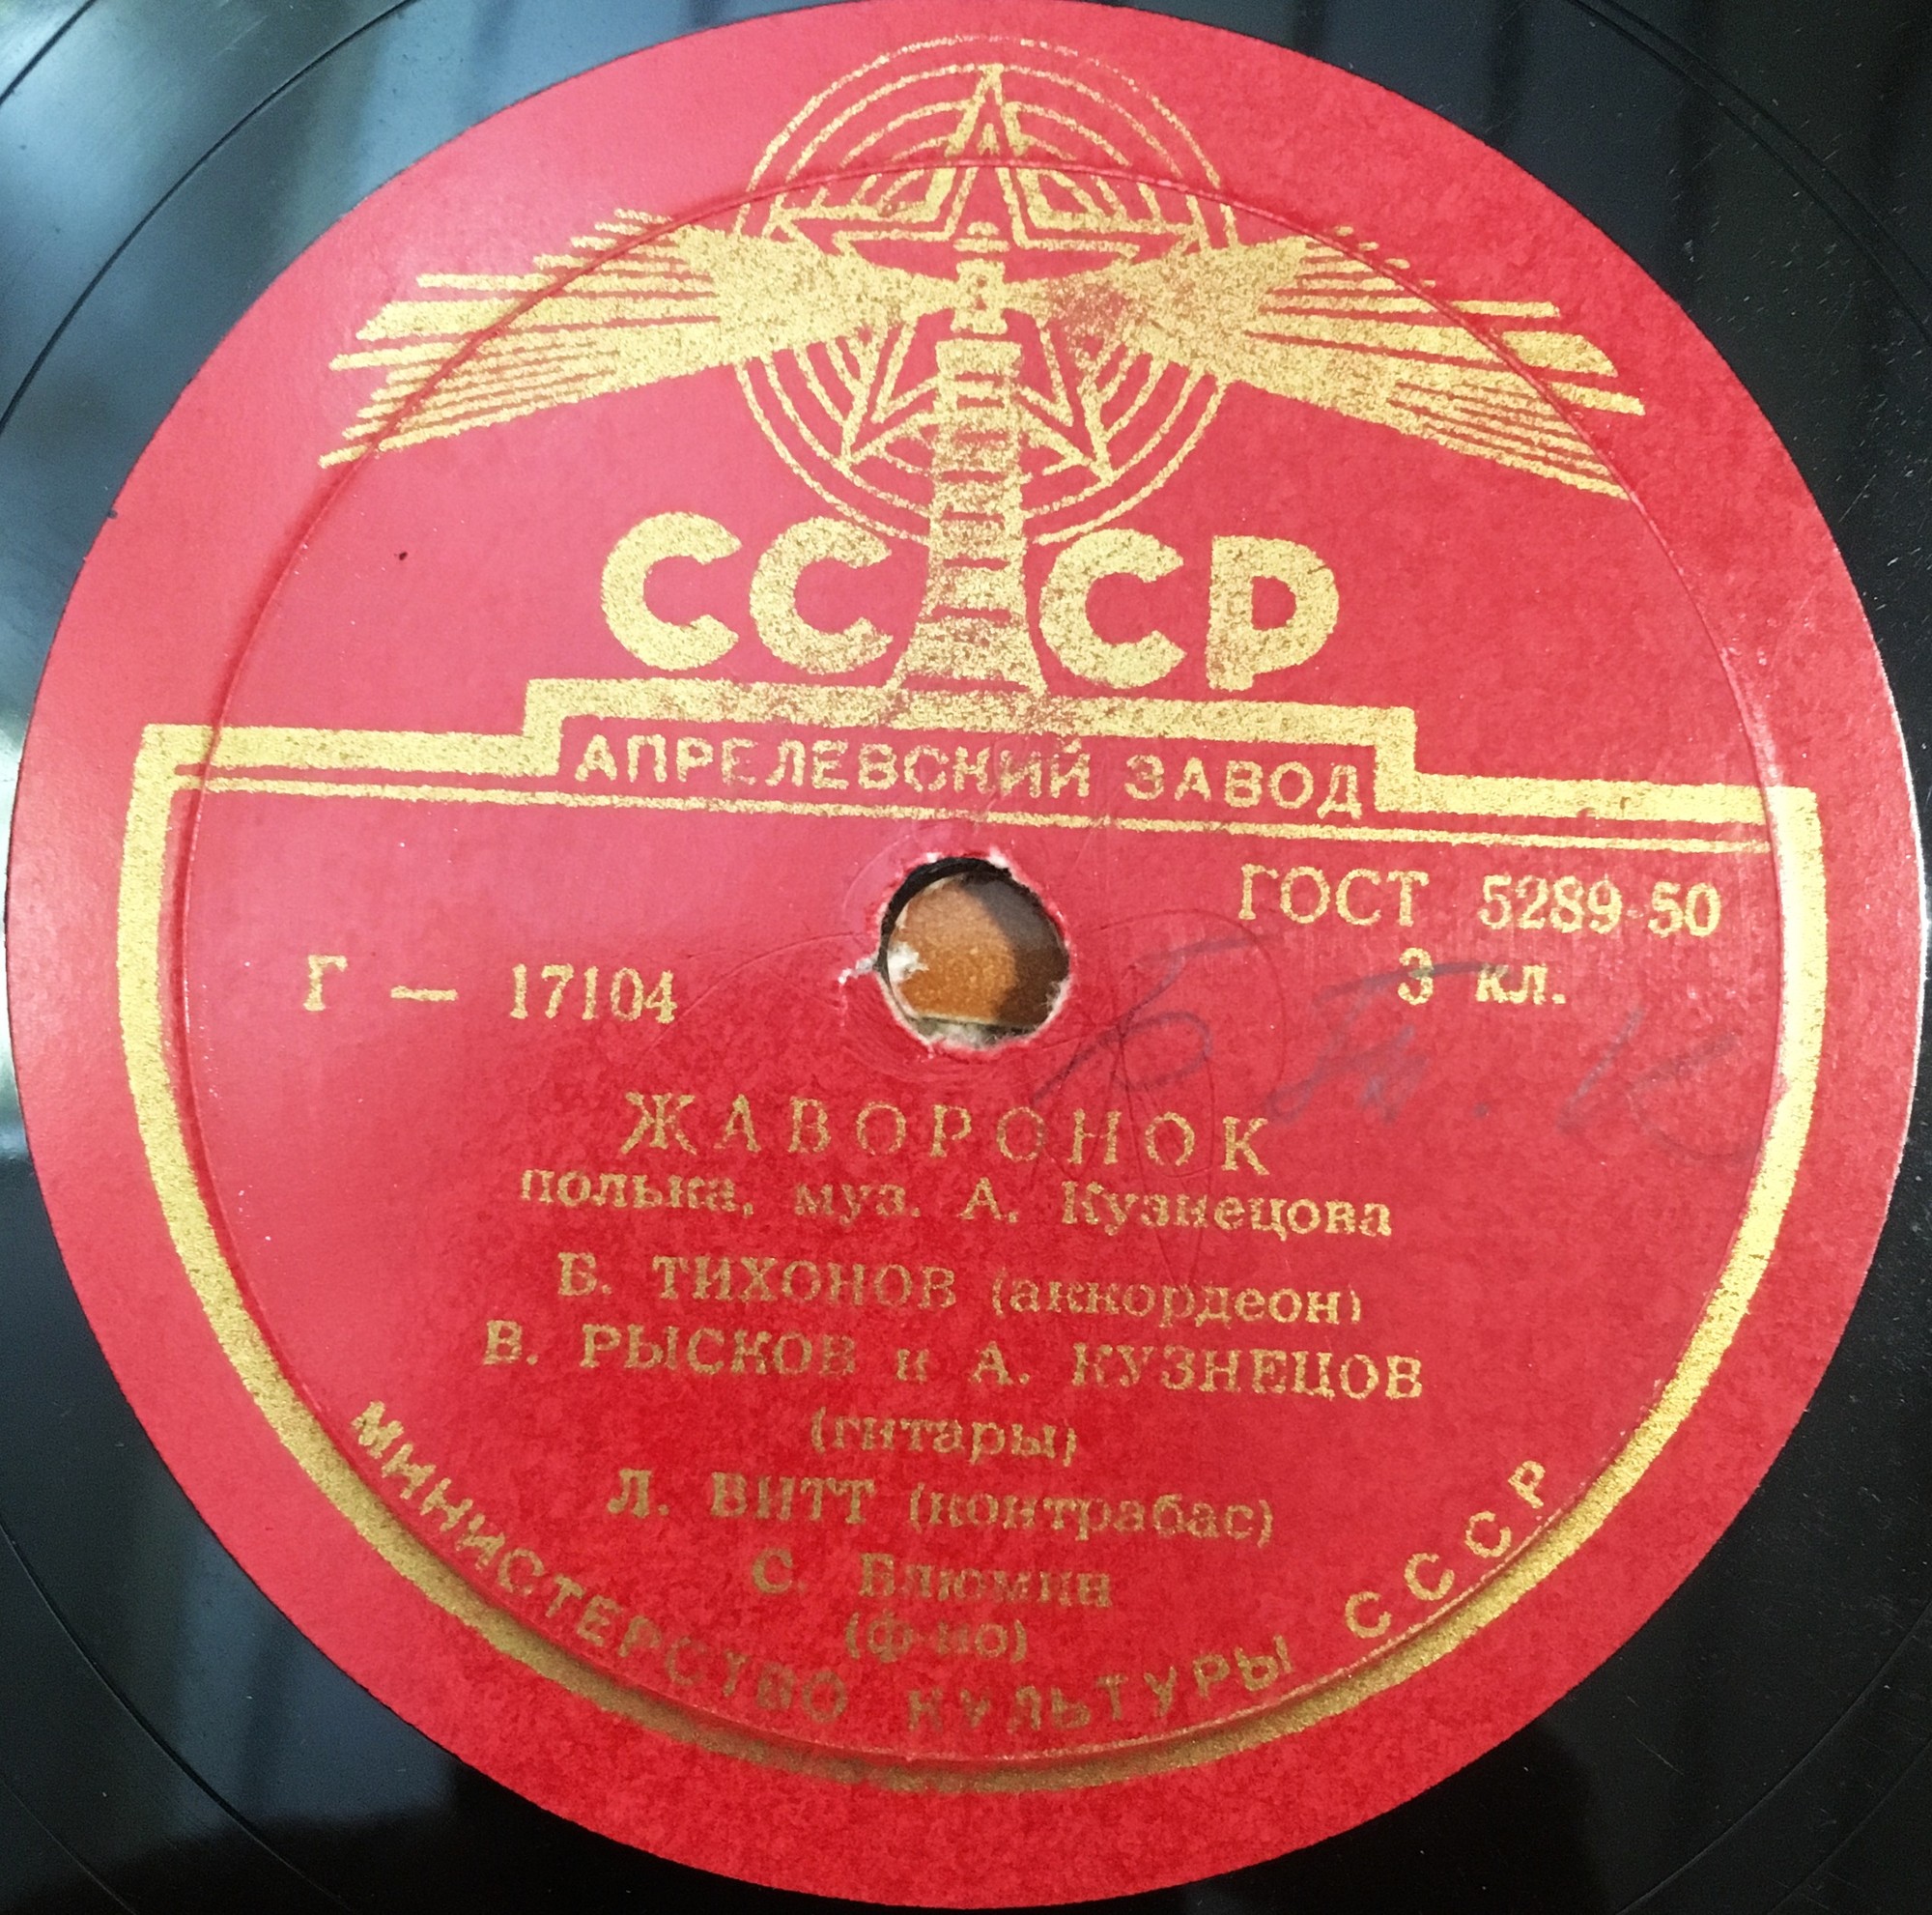 СССР
АПРЕЛЕВСКИЙ ЗАВОД
ГОСТ 5289-50
3 кл.
Г — 17104
ЖАВОРОНОК
полька, муз. А. Кузнецова
Б. ТИХОНОВ (аккордеон)
В. РЫСКОВ и А. КУЗНЕЦОВ
(гитары)
Л. ВИТТ (контрабас)
С. Блюмин
(ф-но)
МИНИСТЕРСТВО КУЛЬТУРЫ СССР